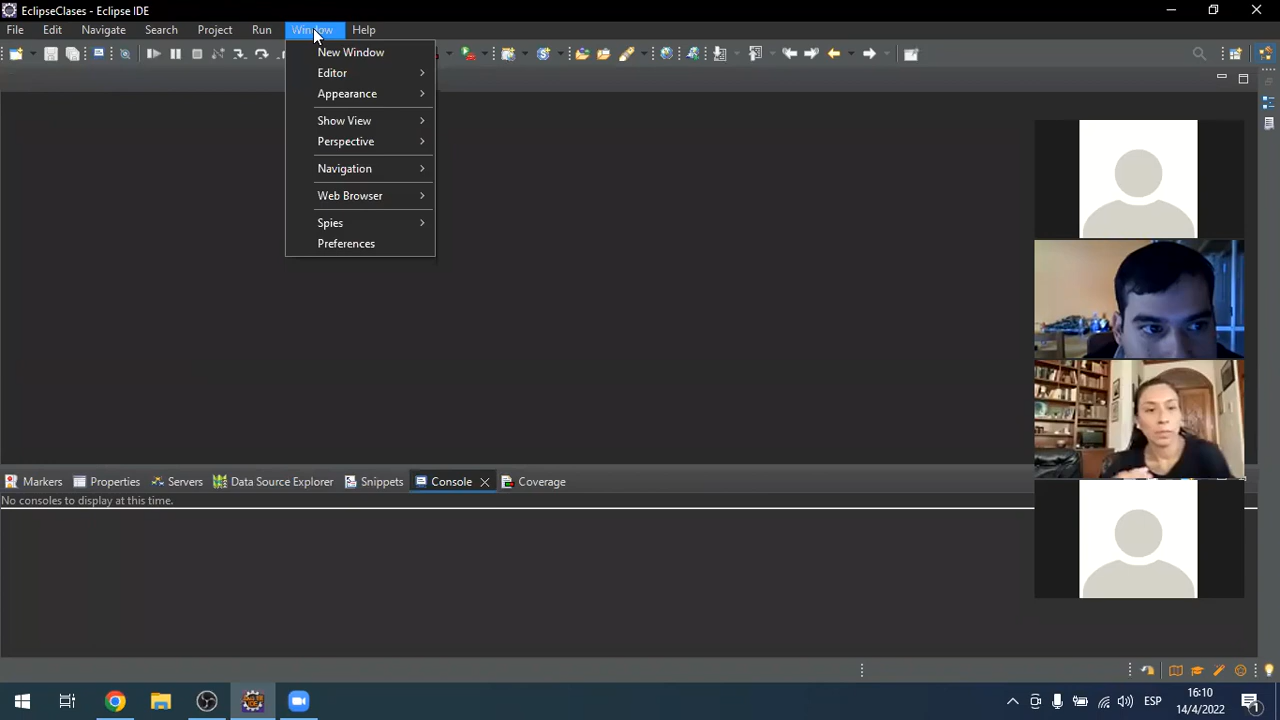 EclipseClases - Eclipse IDE
File Edit Navigate Search Project Run Window Help
New Window
Editor
Appearance
Show View
Perspective
Navigation
Web Browser
Spies
Preferences
Markers Properties Servers Data Source Explorer Snippets Console Coverage
No consoles to display at this time.
ESP
16:10
14/4/2022
1